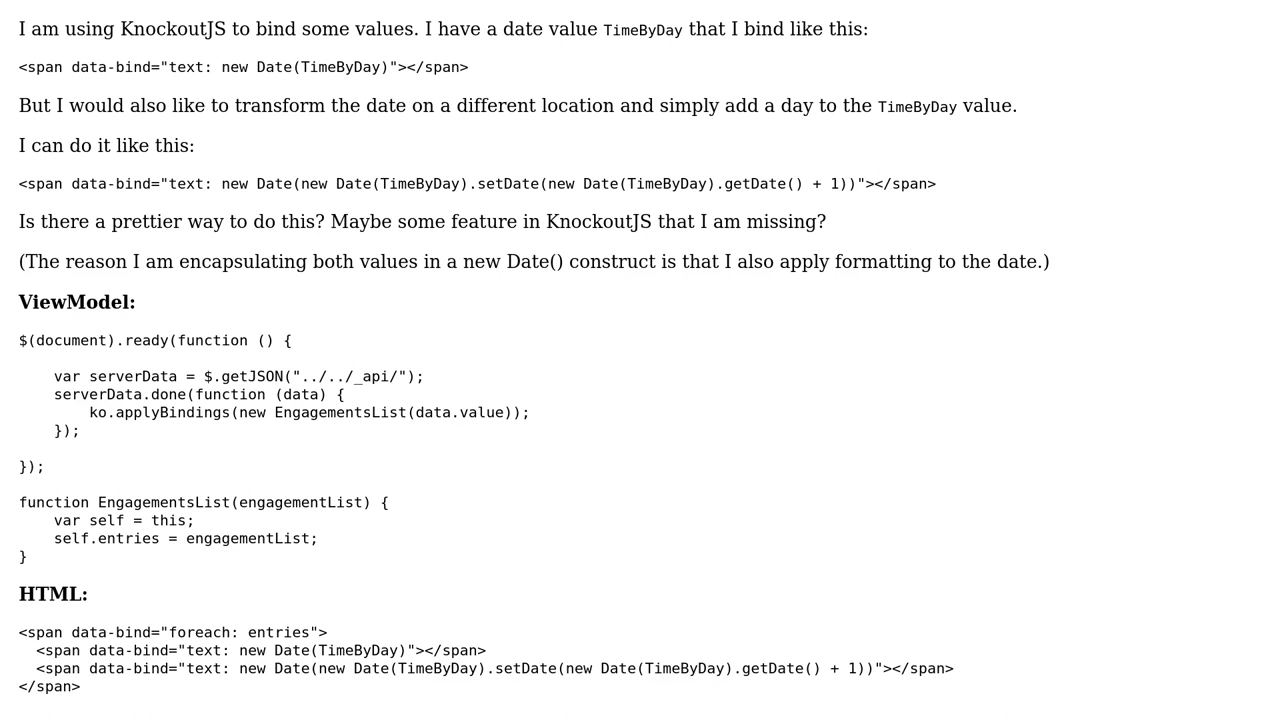 I am using KnockoutJS to bind some values. I have a date value TimeByDay that I bind like this:
<span data-bind="text: new Date(TimeByDay)"></span>
But I would also like to transform the date on a different location and simply add a day to the TimeByDay value.
I can do it like this:
<span data-bind="text: new Date(new Date(TimeByDay).setDate(new Date(TimeByDay).getDate() + 1))"></span>
Is there a prettier way to do this? Maybe some feature in KnockoutJS that I am missing?
(The reason I am encapsulating both values in a new Date() construct is that I also apply formatting to the date.)
ViewModel:
$(document).ready(function () {
    var serverData = $.getJSON("../../_api/");
    serverData.done(function (data) {
        ko.applyBindings(new EngagementsList(data.value));
    });
});
function EngagementsList(engagementList) {
    var self = this;
    self.entries = engagementList;
}
HTML:
<span data-bind="foreach: entries">
  <span data-bind="text: new Date(TimeByDay)"></span>
  <span data-bind="text: new Date(new Date(TimeByDay).setDate(new Date(TimeByDay).getDate() + 1))"></span>
</span>